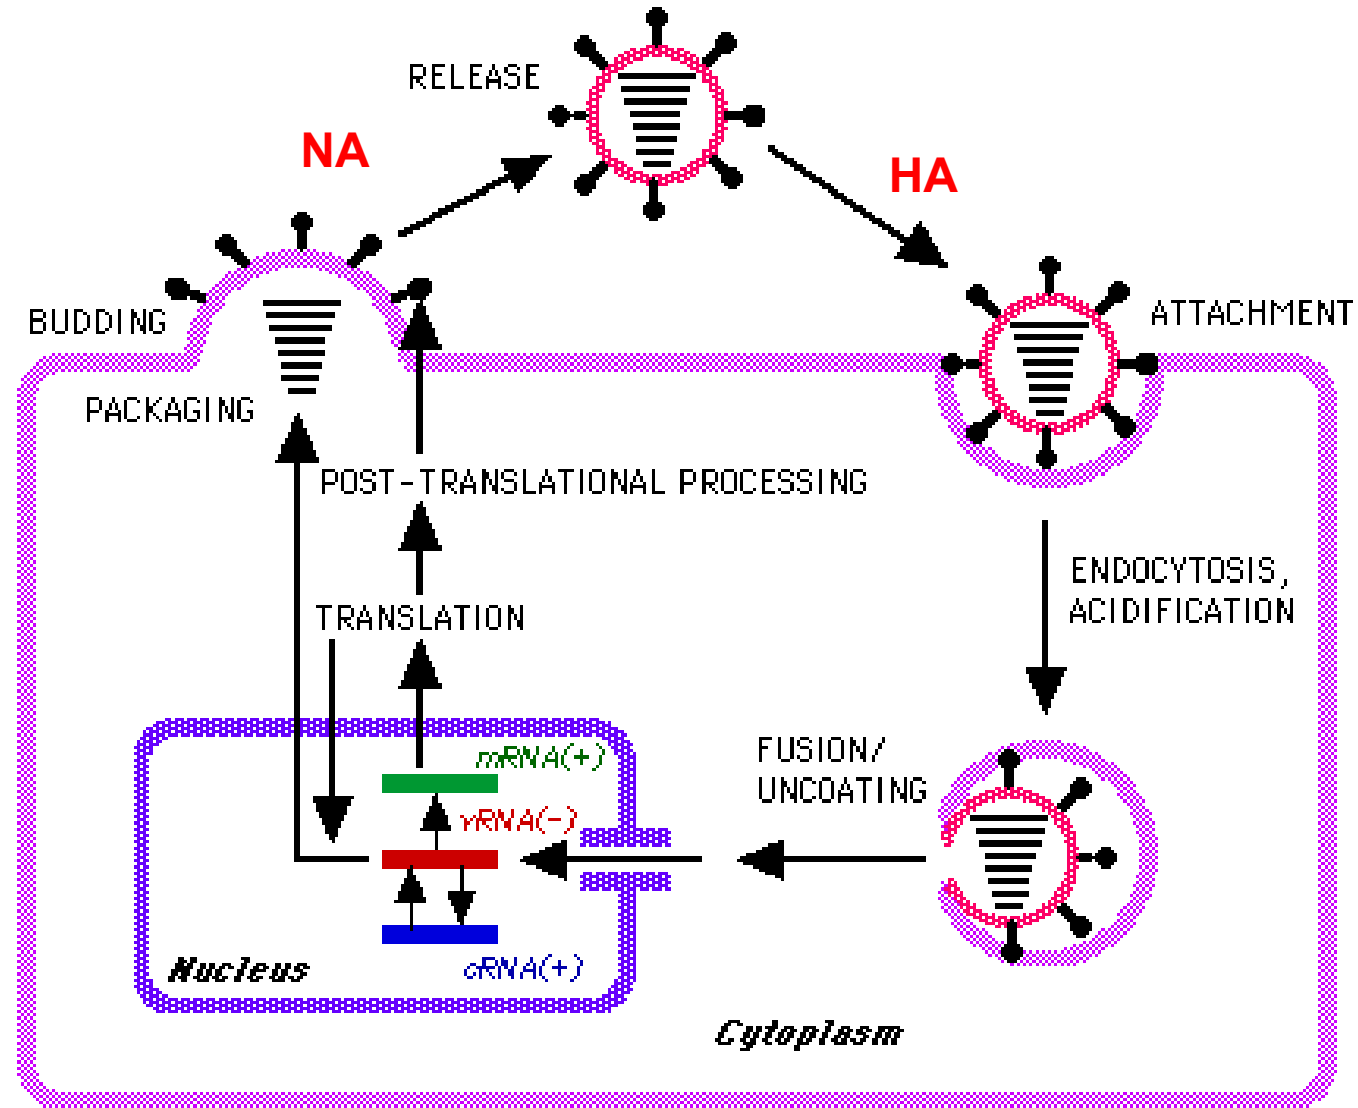 RELEASE
NA
HA
BUDDING
ATTACHMENT
PACKAGING
POST-TRANSLATIONAL PROCESSING
ENDOCYTOSIS,
ACIDIFICATION
TRANSLATION
FUSION/
UNCOATING
mRNA(+)
vRNA(-)
cRNA(+)
Nucleus
Cytoplasm